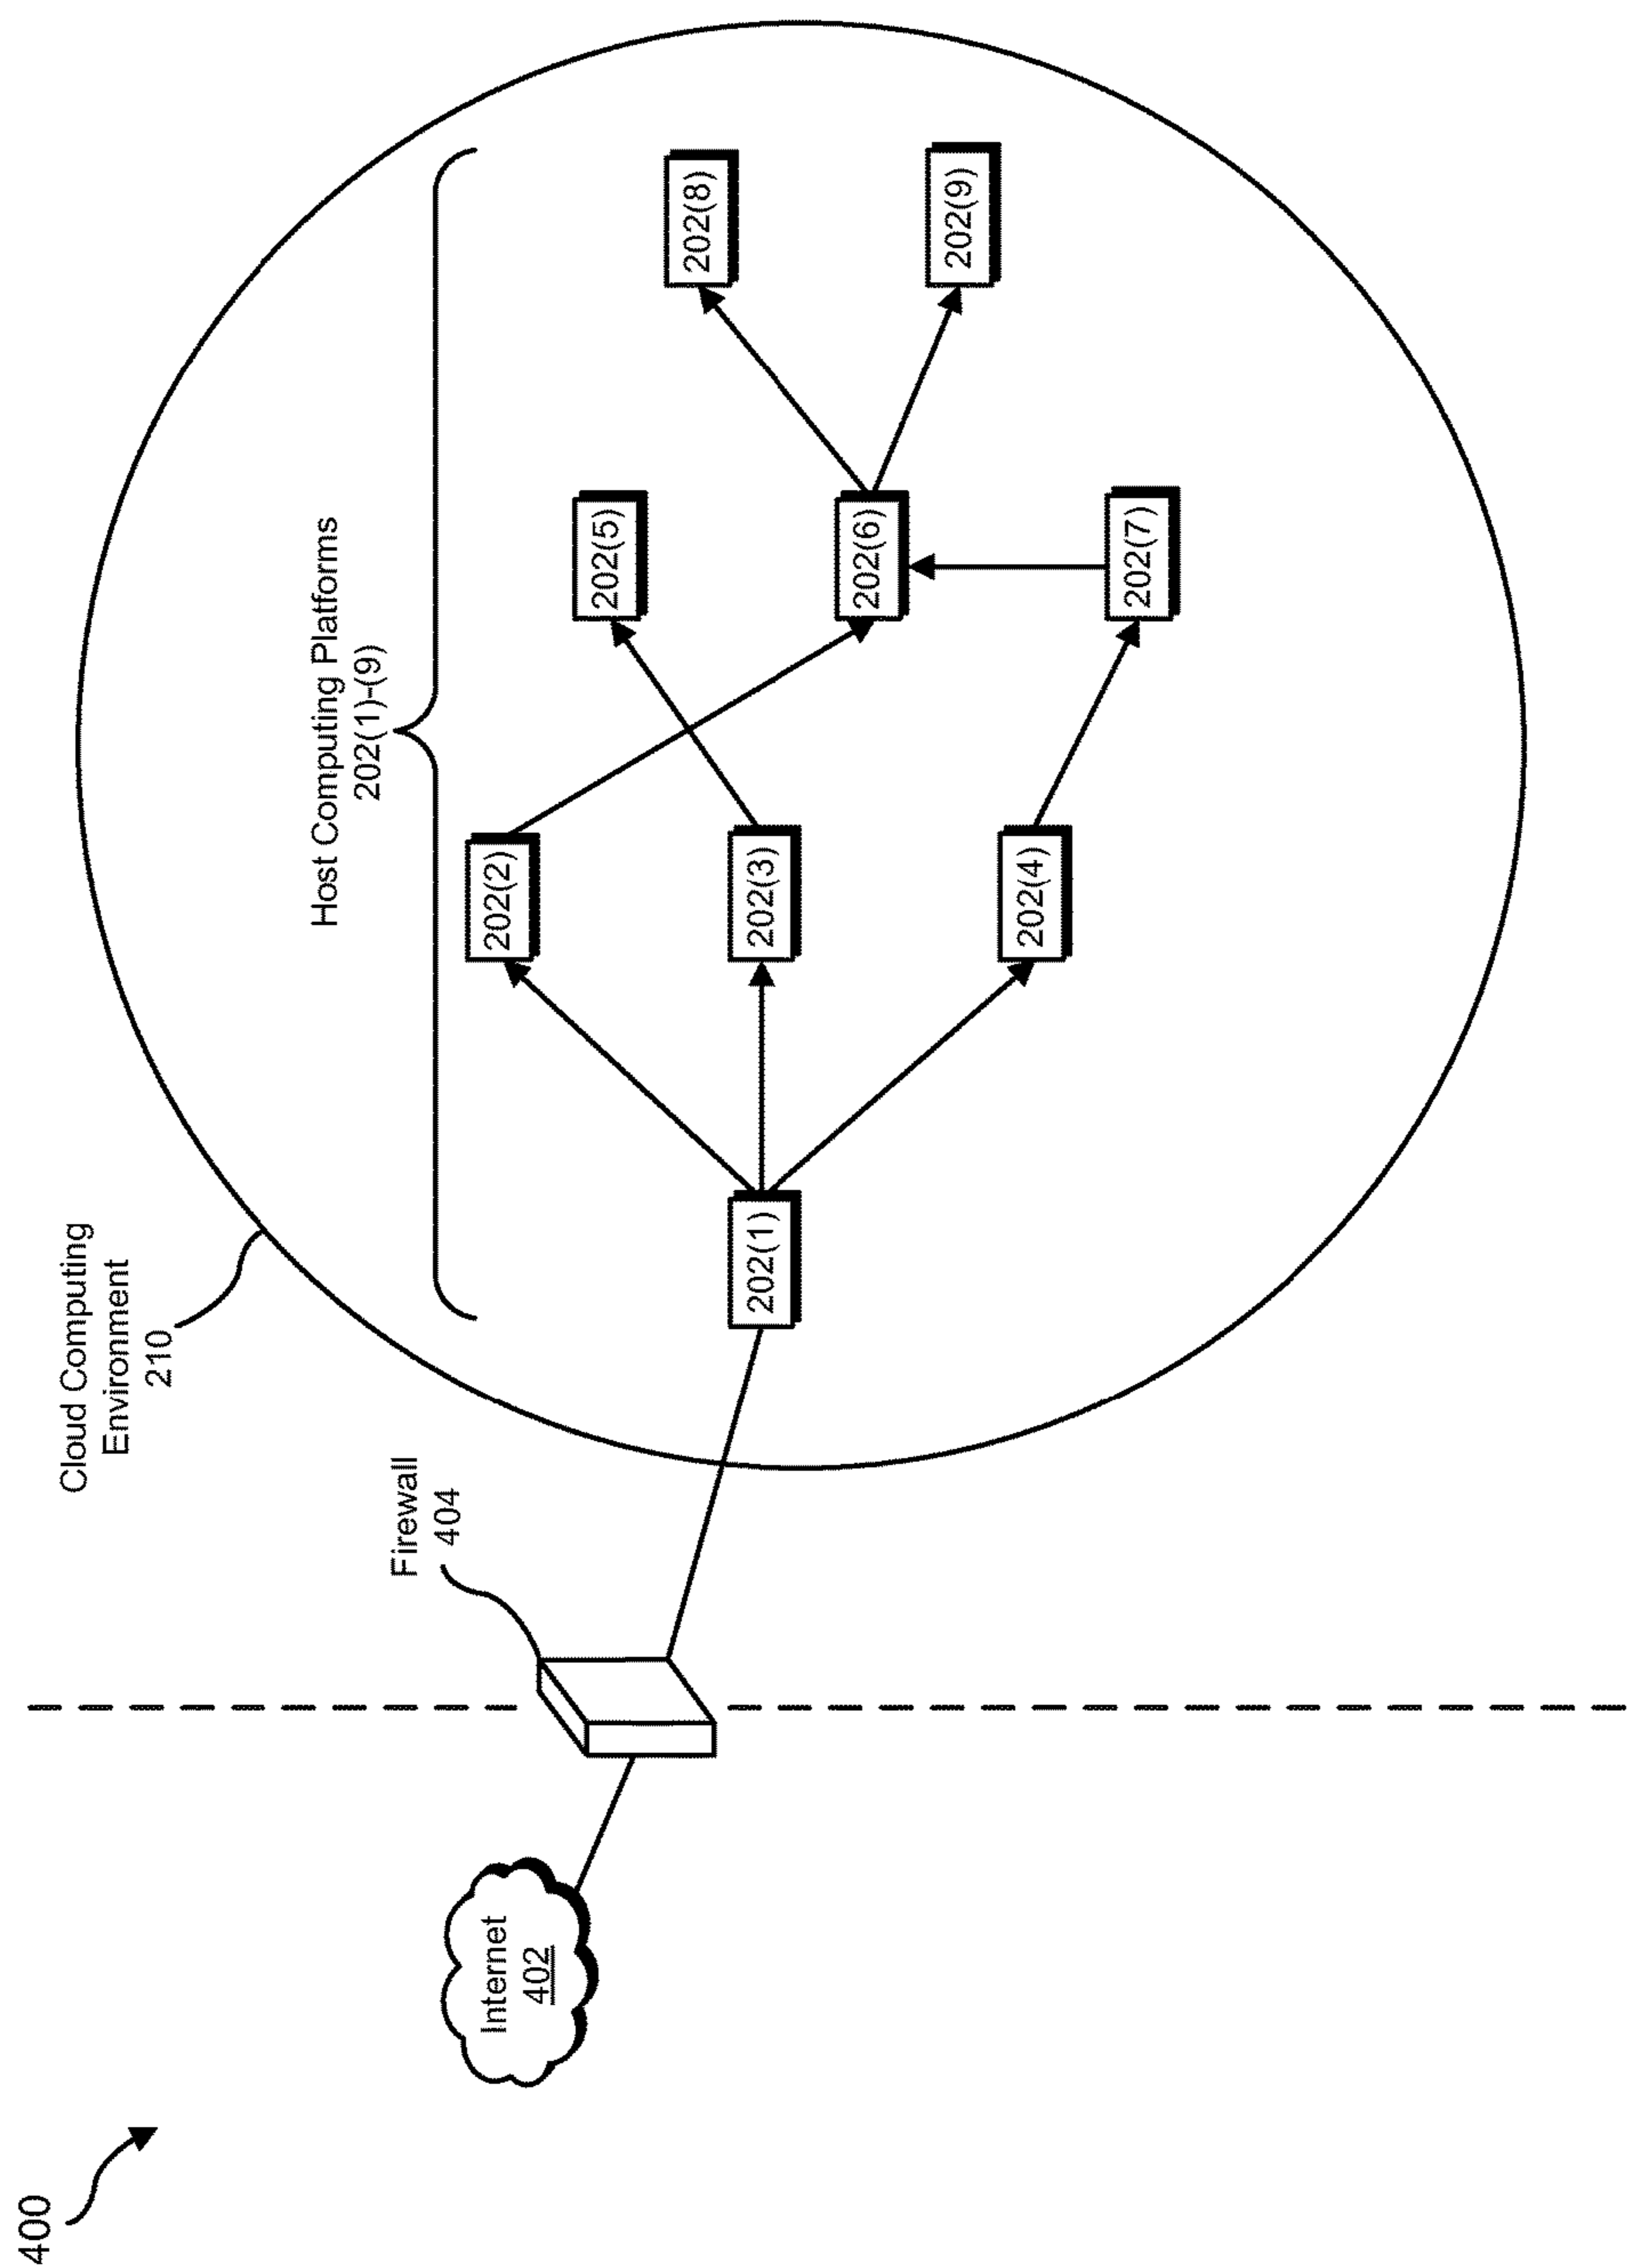 400
Cloud Computing
Environment
210
Host Computing Platforms
202(1)-(9)
Firewall
404
Internet
402
202(1)
202(2)
202(3)
202(4)
202(5)
202(6)
202(7)
202(8)
202(9)